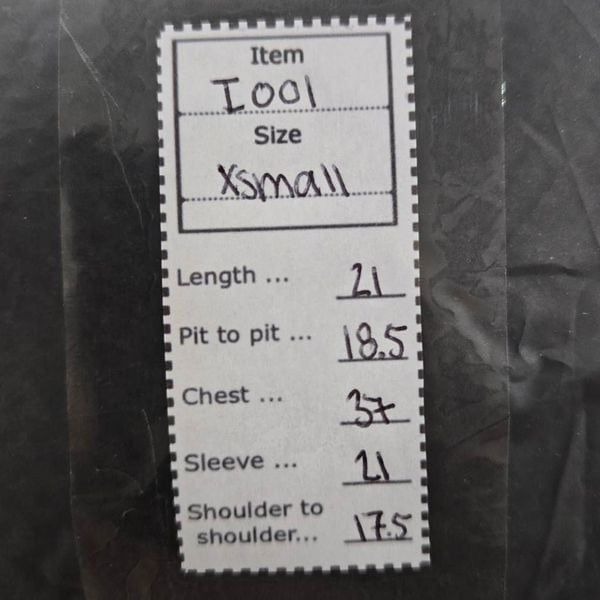 Item
I001
Size
Xsmall
Length ... 21
Pit to pit ... 18.5
Chest ... 37
Sleeve ... 21
Shoulder to
shoulder... 17.5